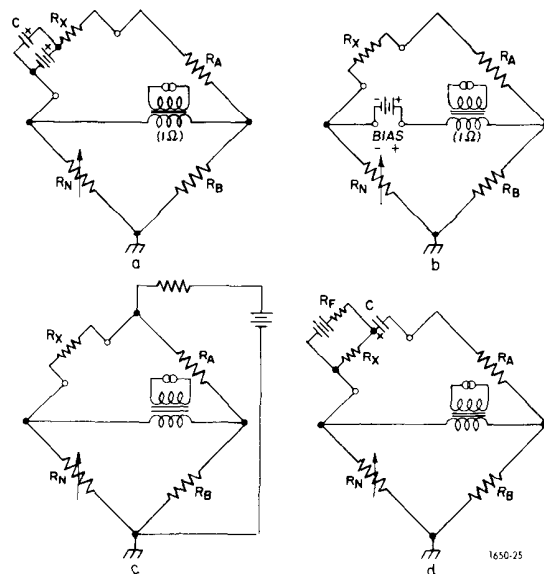 C
+
+
RX
RA
(1Ω)
RN
RB
a
RX
RA
- +
BIAS
- +
(1Ω)
RN
RB
b
RX
RA
RN
RB
c
RF
C
+
RX
RA
RN
RB
d
1650-25